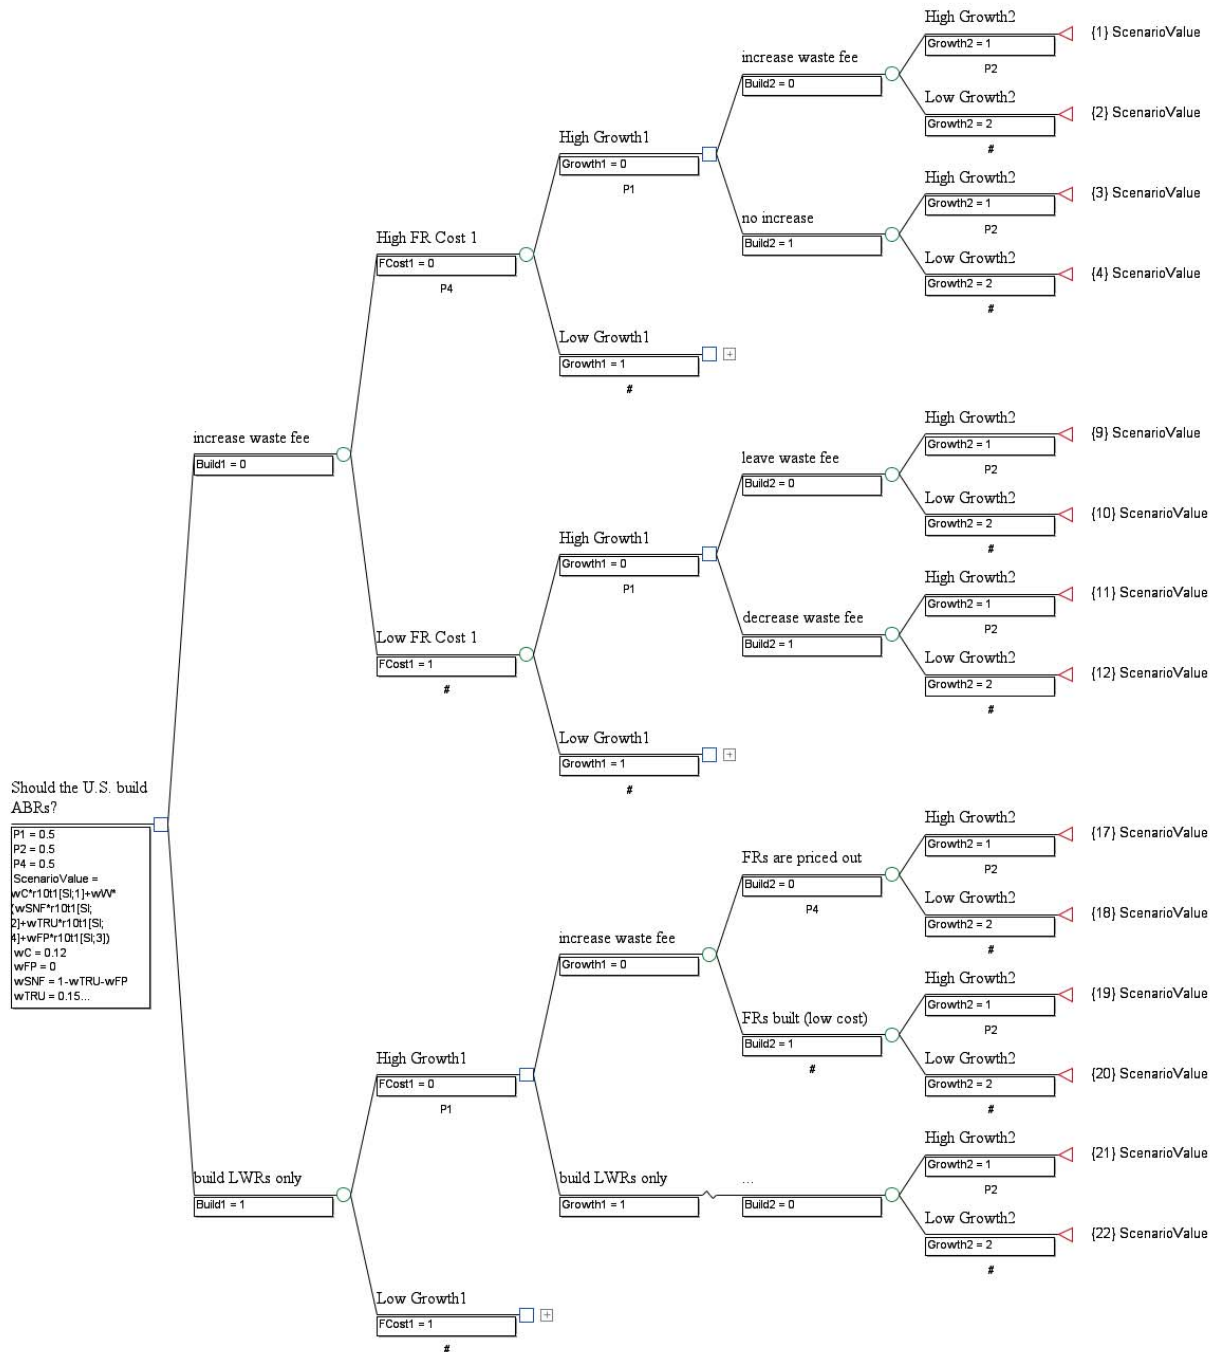 High Growth2
Growth2 = 1
P2
{1} ScenarioValue
increase waste fee
Build2 = 0
Low Growth2
Growth2 = 2
#
{2} ScenarioValue
High Growth1
Growth1 = 0
P1
High Growth2
Growth2 = 1
P2
{3} ScenarioValue
no increase
Build2 = 1
Low Growth2
Growth2 = 2
#
{4} ScenarioValue
High FR Cost 1
FCost1 = 0
P4
Low Growth1
Growth1 = 1
#
increase waste fee
Build1 = 0
High Growth2
Growth2 = 1
P2
{9} ScenarioValue
leave waste fee
Build2 = 0
Low Growth2
Growth2 = 2
#
{10} ScenarioValue
High Growth1
Growth1 = 0
P1
High Growth2
Growth2 = 1
P2
{11} ScenarioValue
decrease waste fee
Build2 = 1
Low Growth2
Growth2 = 2
#
{12} ScenarioValue
Low FR Cost 1
FCost1 = 1
#
Low Growth1
Growth1 = 1
#
Should the U.S. build
ABRs?
P1 = 0.5
P2 = 0.5
P4 = 0.5
ScenarioValue =
wC*r10t1[SI;1]+wW*
(wSNF*r10t1[SI;
2]+wTRU*r10t1[SI;
4]+wFP*r10t1[SI;3])
wC = 0.12
wFP = 0
wSNF = 1-wTRU-wFP
wTRU = 0.15...
High Growth2
Growth2 = 1
P2
{17} ScenarioValue
FRs are priced out
Build2 = 0
P4
Low Growth2
Growth2 = 2
#
{18} ScenarioValue
increase waste fee
Growth1 = 0
High Growth2
Growth2 = 1
P2
{19} ScenarioValue
FRs built (low cost)
Build2 = 1
#
Low Growth2
Growth2 = 2
#
{20} ScenarioValue
High Growth1
FCost1 = 0
P1
High Growth2
Growth2 = 1
P2
{21} ScenarioValue
build LWRs only
Build1 = 1
build LWRs only
Growth1 = 1
...
Build2 = 0
Low Growth2
Growth2 = 2
#
{22} ScenarioValue
Low Growth1
FCost1 = 1
#